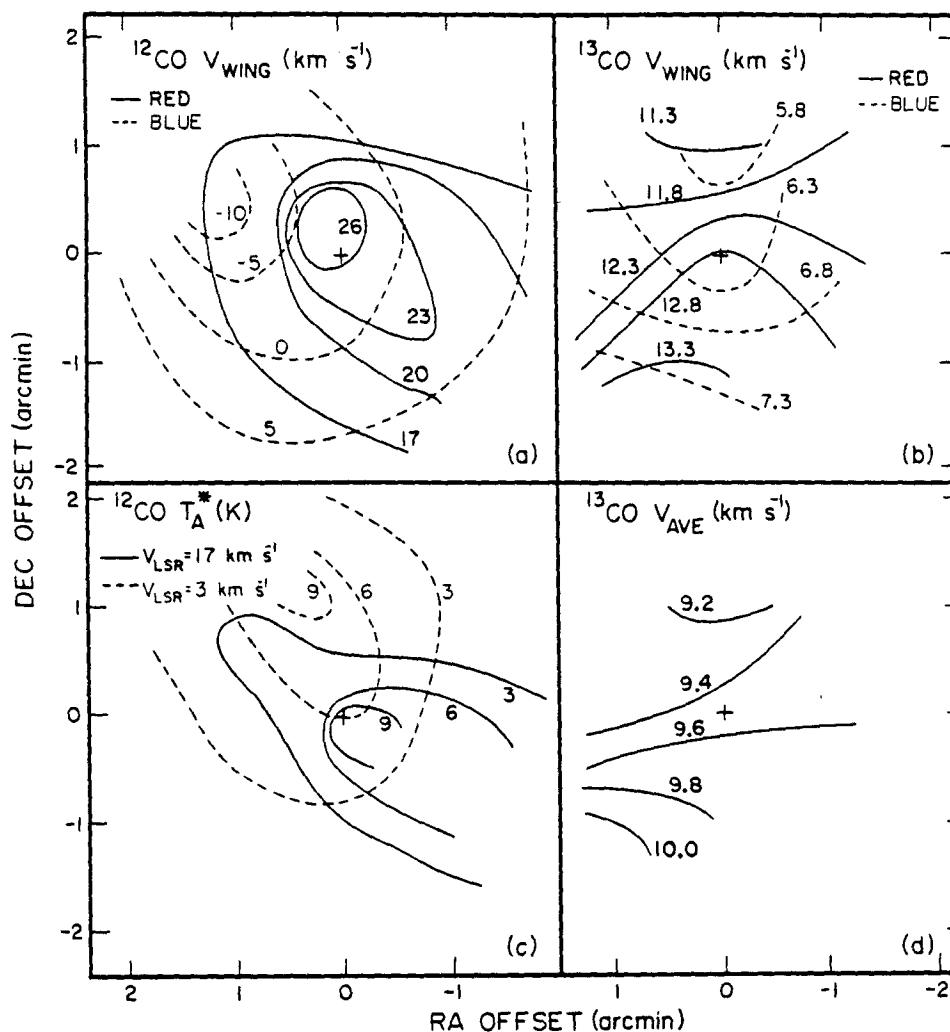 ¹²CO V_WING (km s⁻¹)
— RED
--- BLUE
-10
-5
0
5
26
23
20
17
(a)
¹³CO V_WING (km s⁻¹)
— RED
--- BLUE
11.3
5.8
11.8
6.3
12.3
6.8
12.8
13.3
7.3
(b)
2
1
0
-1
-2
2 1 0 -1
¹²CO T_A* (K)
— V_LSR=17 km s⁻¹
--- V_LSR=3 km s⁻¹
9
6
3
3
6
9
(c)
¹³CO V_AVE (km s⁻¹)
9.2
9.4
9.6
9.8
10.0
(d)
2
1
0
-1
-2
DEC OFFSET (arcmin)
2 1 0 -1
1 0 -1 -2
RA OFFSET (arcmin)